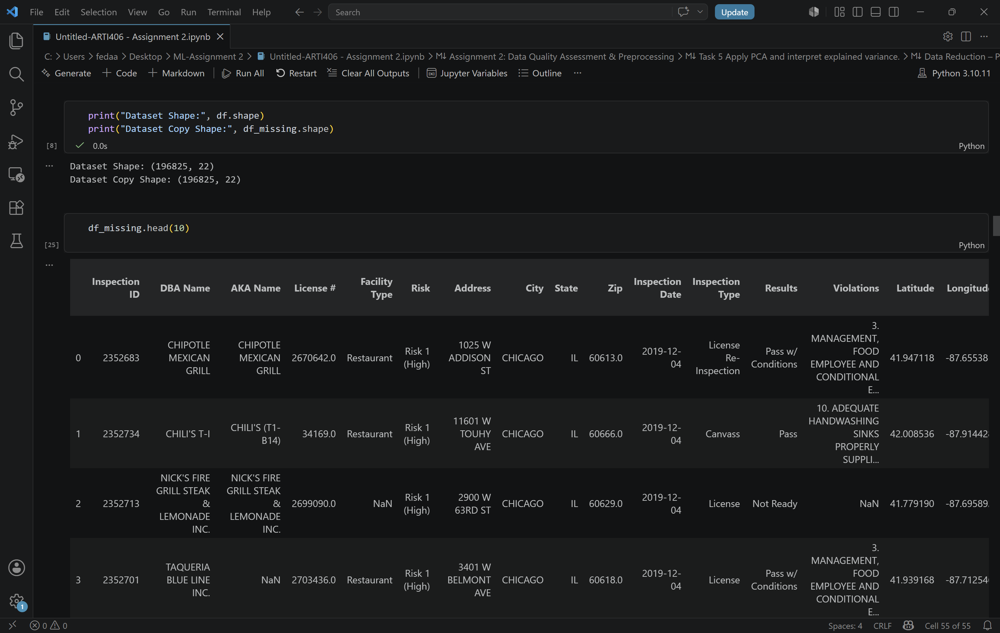 File Edit Selection View Go Run Terminal Help Search Update
Untitled-ARTI406 - Assignment 2.ipynb
C: > Users > fedaa > Desktop > ML-Assignment 2 > Untitled-ARTI406 - Assignment 2.ipynb > M↓ Assignment 2: Data Quality Assessment & Preprocessing > M↓ Task 5 Apply PCA and interpret explained variance. > M↓ Data Reduction – P
Generate + Code + Markdown Run All Restart Clear All Outputs Jupyter Variables Outline ... Python 3.10.11
print("Dataset Shape:", df.shape)
print("Dataset Copy Shape:", df_missing.shape)
[8] 0.0s Python
Dataset Shape: (196825, 22)
Dataset Copy Shape: (196825, 22)
df_missing.head(10)
[25] Python
Inspection ID DBA Name AKA Name License # Facility Type Risk Address City State Zip Inspection Date Inspection Type Results Violations Latitude Longitud
0 2352683 CHIPOTLE MEXICAN GRILL CHIPOTLE MEXICAN GRILL 2670642.0 Restaurant Risk 1 (High) 1025 W ADDISON ST CHICAGO IL 60613.0 2019-12-04 License Re-Inspection Pass w/ Conditions 3. MANAGEMENT, FOOD EMPLOYEE AND CONDITIONAL E... 41.947118 -87.65538
1 2352734 CHILI'S T-I CHILI'S (T1-B14) 34169.0 Restaurant Risk 1 (High) 11601 W TOUHY AVE CHICAGO IL 60666.0 2019-12-04 Canvass Pass 10. ADEQUATE HANDWASHING SINKS PROPERLY SUPPLI... 42.008536 -87.91442
2 2352713 NICK'S FIRE GRILL STEAK & LEMONADE INC. NICK'S FIRE GRILL STEAK & LEMONADE INC. 2699090.0 NaN Risk 1 (High) 2900 W 63RD ST CHICAGO IL 60629.0 2019-12-04 License Not Ready NaN 41.779190 -87.69589
3 2352701 TAQUERIA BLUE LINE INC. NaN 2703436.0 Restaurant Risk 1 (High) 3401 W BELMONT AVE CHICAGO IL 60618.0 2019-12-04 License Pass w/ Conditions 3. MANAGEMENT, FOOD EMPLOYEE AND CONDITIONAL E... 41.939168 -87.71254
1
0 0 Spaces: 4 CRLF Cell 55 of 55